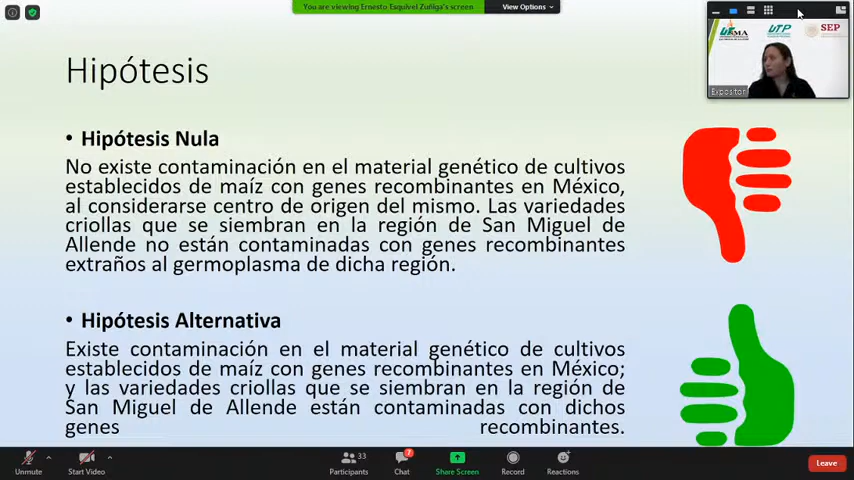 You are viewing Ernesto Esquivel Zuñiga's screen
View Options
UTP
SEP
Expositor
Hipótesis
• Hipótesis Nula
No existe contaminación en el material genético de cultivos
establecidos de maíz con genes recombinantes en México,
al considerarse centro de origen del mismo. Las variedades
criollas que se siembran en la región de San Miguel de
Allende no están contaminadas con genes recombinantes
extraños al germoplasma de dicha región.
• Hipótesis Alternativa
Existe contaminación en el material genético de cultivos
establecidos de maíz con genes recombinantes en México;
y las variedades criollas que se siembran en la región de
San Miguel de Allende están contaminadas con dichos
genes recombinantes.
33
7
Unmute
Start Video
Participants
Chat
Share Screen
Record
Reactions
Leave